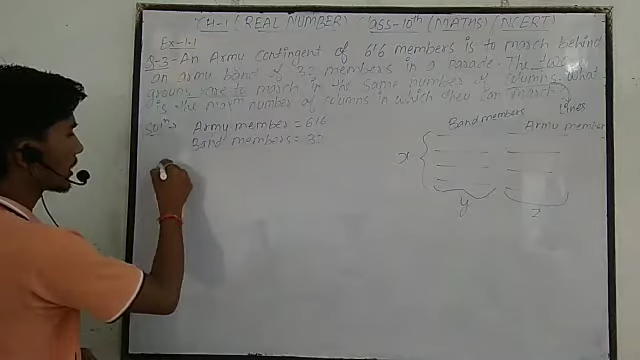 CH-1 (REAL NUMBER) Class-10th (MATHS) (NCERT)
Ex-1.1
Q-3- An Army contingent of 616 members is to march behind
an army band of 32 members in a parade. The two
groups are to march in the same number of columns. What
is the number of columns in which they can march
Lines
Soln
Army member = 616
Band members = 32
Band members Army member
x
y
z